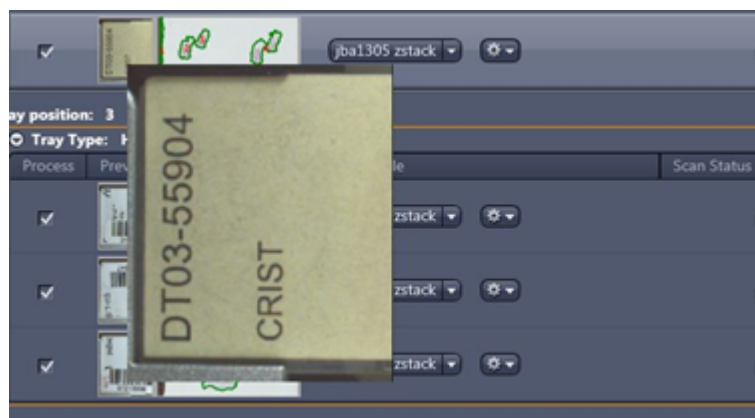 jba1305 zstack
ay position: 3
Tray Type: H
Process Prev le Scan Status
zstack
zstack
zstack
DT03-55904
CRIST